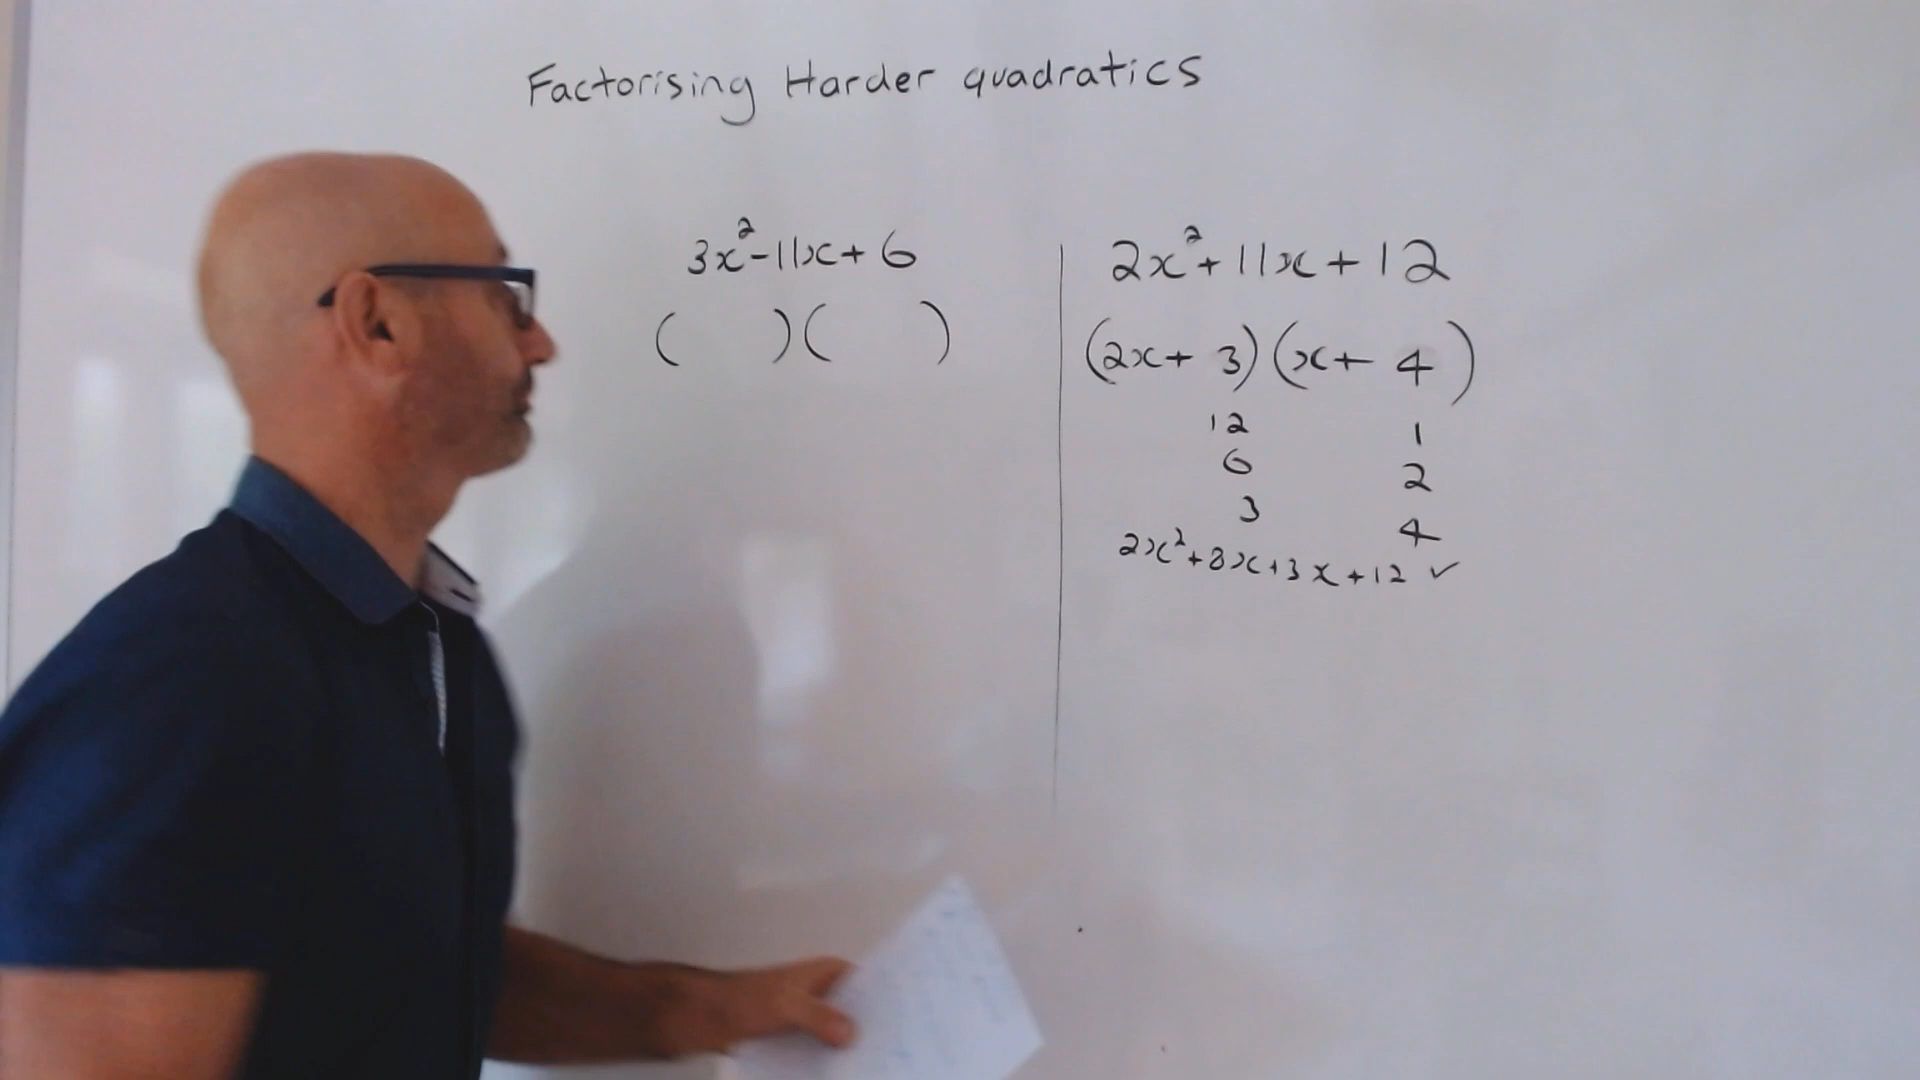 Factorising Harder quadratics
3x²-11x+6
( )( )
2x²+11x+12
(2x+ 3)(x+ 4)
12 1
6 2
3 4
2x²+8x+3x+12 ✓